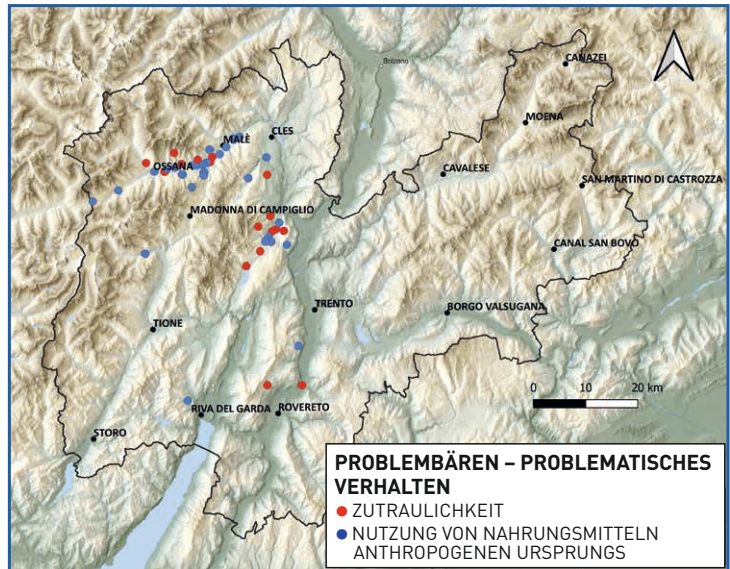 Bolzano
CANAZEI
MOENA
CLES
MALÈ
OSSANA
CAVALESE
SAN MARTINO DI CASTROZZA
MADONNA DI CAMPIGLIO
CANAL SAN BOVO
TRENTO
BORGO VALSUGANA
TIONE
0 10 20 km
RIVA DEL GARDA
ROVERETO
STORO
PROBLEMBÄREN – PROBLEMATISCHES
VERHALTEN
ZUTRAULICHKEIT
NUTZUNG VON NAHRUNGSMITTELN
ANTHROPOGENEN URSPRUNGS